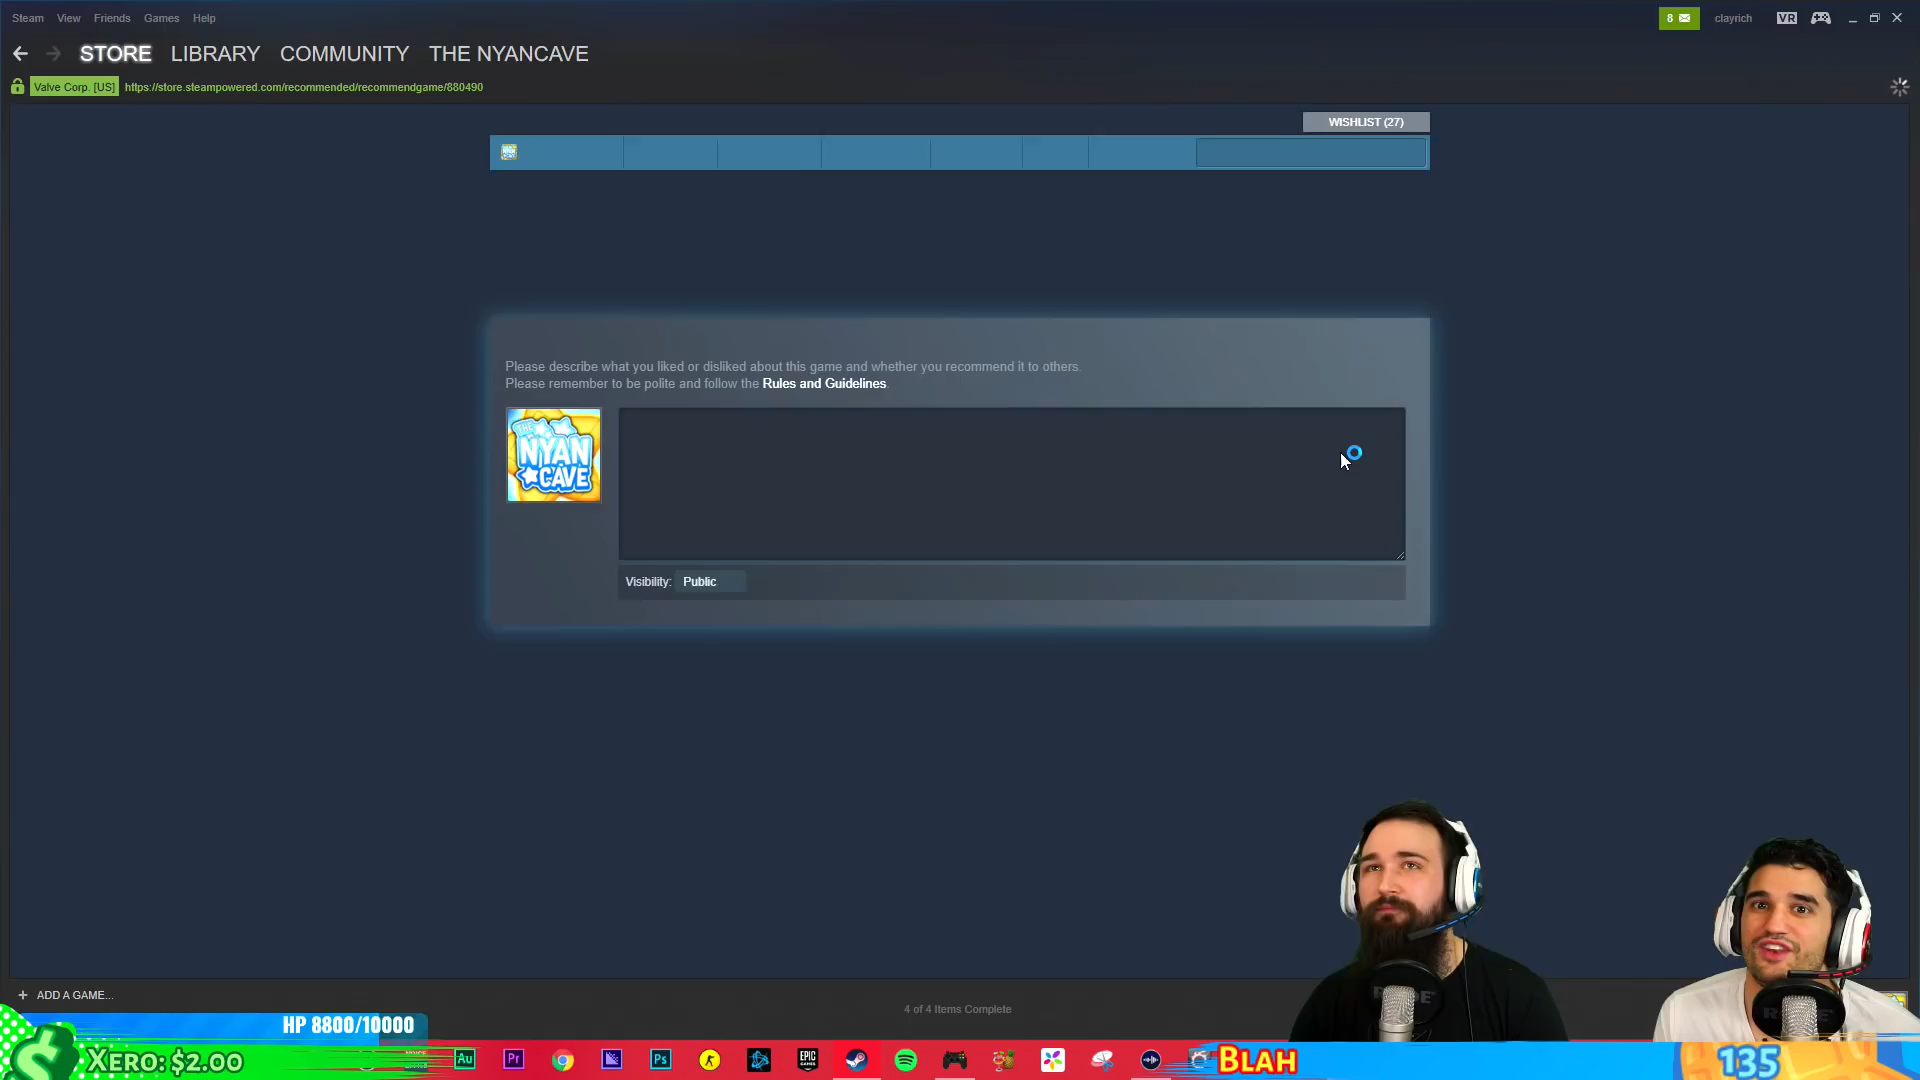 Steam View Friends Games Help
8
clayrich
VR
STORE LIBRARY COMMUNITY THE NYANCAVE
Valve Corp. [US] https://store.steampowered.com/recommended/recommendgame/880490
WISHLIST (27)
Please describe what you liked or disliked about this game and whether you recommend it to others.
Please remember to be polite and follow the Rules and Guidelines.
THE
NYAN
CAVE
Visibility: Public
+ ADD A GAME...
4 of 4 Items Complete
HP 8800/10000
$ XERO: $2.00
Au Pr Ps
EPIC
GAMES
BLAH
135